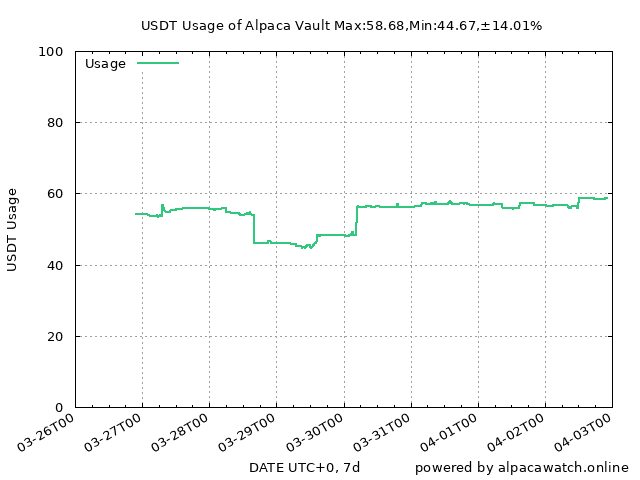 USDT Usage of Alpaca Vault Max:58.68,Min:44.67,±14.01%
100
Usage
80
60
40
20
0
USDT Usage
03-26T00
03-27T00
03-28T00
03-29T00
03-30T00
03-31T00
04-01T00
04-02T00
04-03T00
DATE UTC+0, 7d
powered by alpacawatch.online